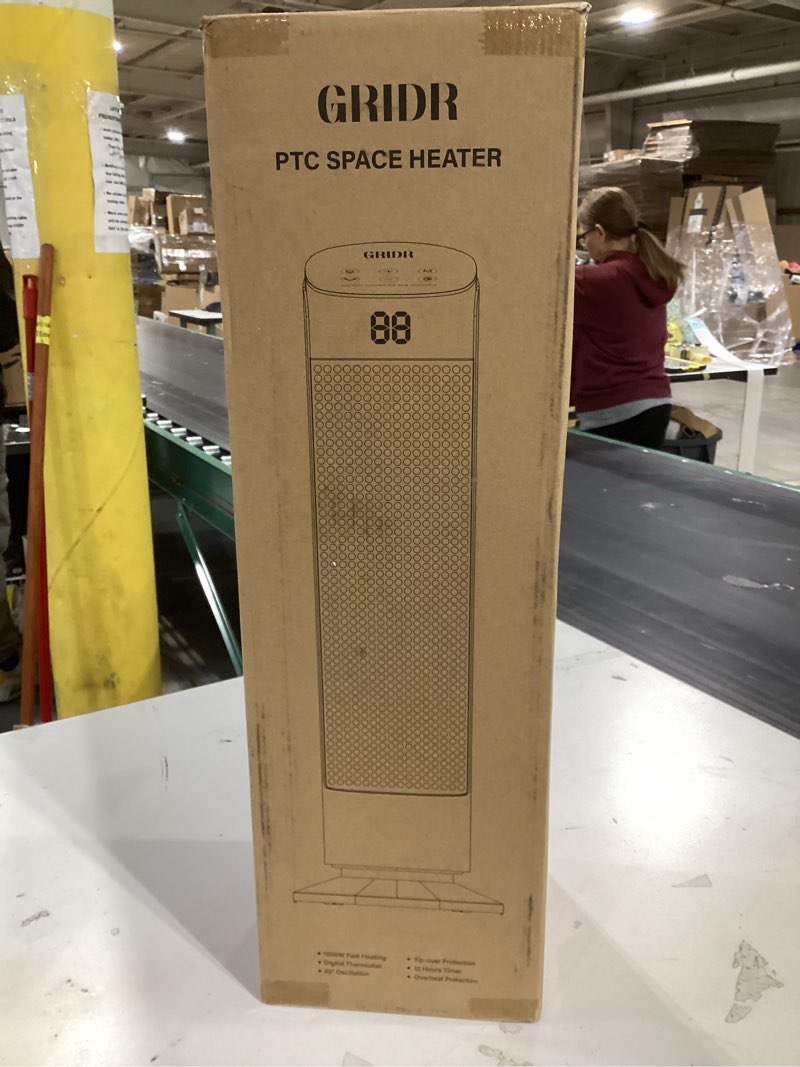 GRIDR
PTC SPACE HEATER
GRIDR
M
88
• 1500W Fast Heating
• Digital Thermostat
• 80° Oscillation
• Tip-over Protection
• 12 Hours Timer
• Overheat Protection